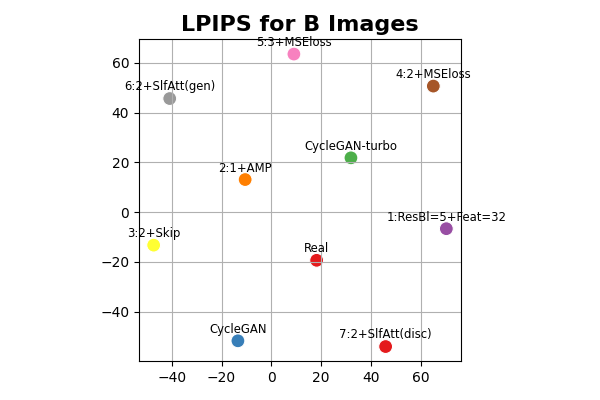 LPIPS for B Images
5:3+MSEloss
60
4:2+MSEloss
6:2+SlfAtt(gen)
40
CycleGAN-turbo
20
2:1+AMP
0
1:ResBl=5+Feat=32
3:2+Skip
Real
−20
−40
CycleGAN
7:2+SlfAtt(disc)
−40 −20 0 20 40 60